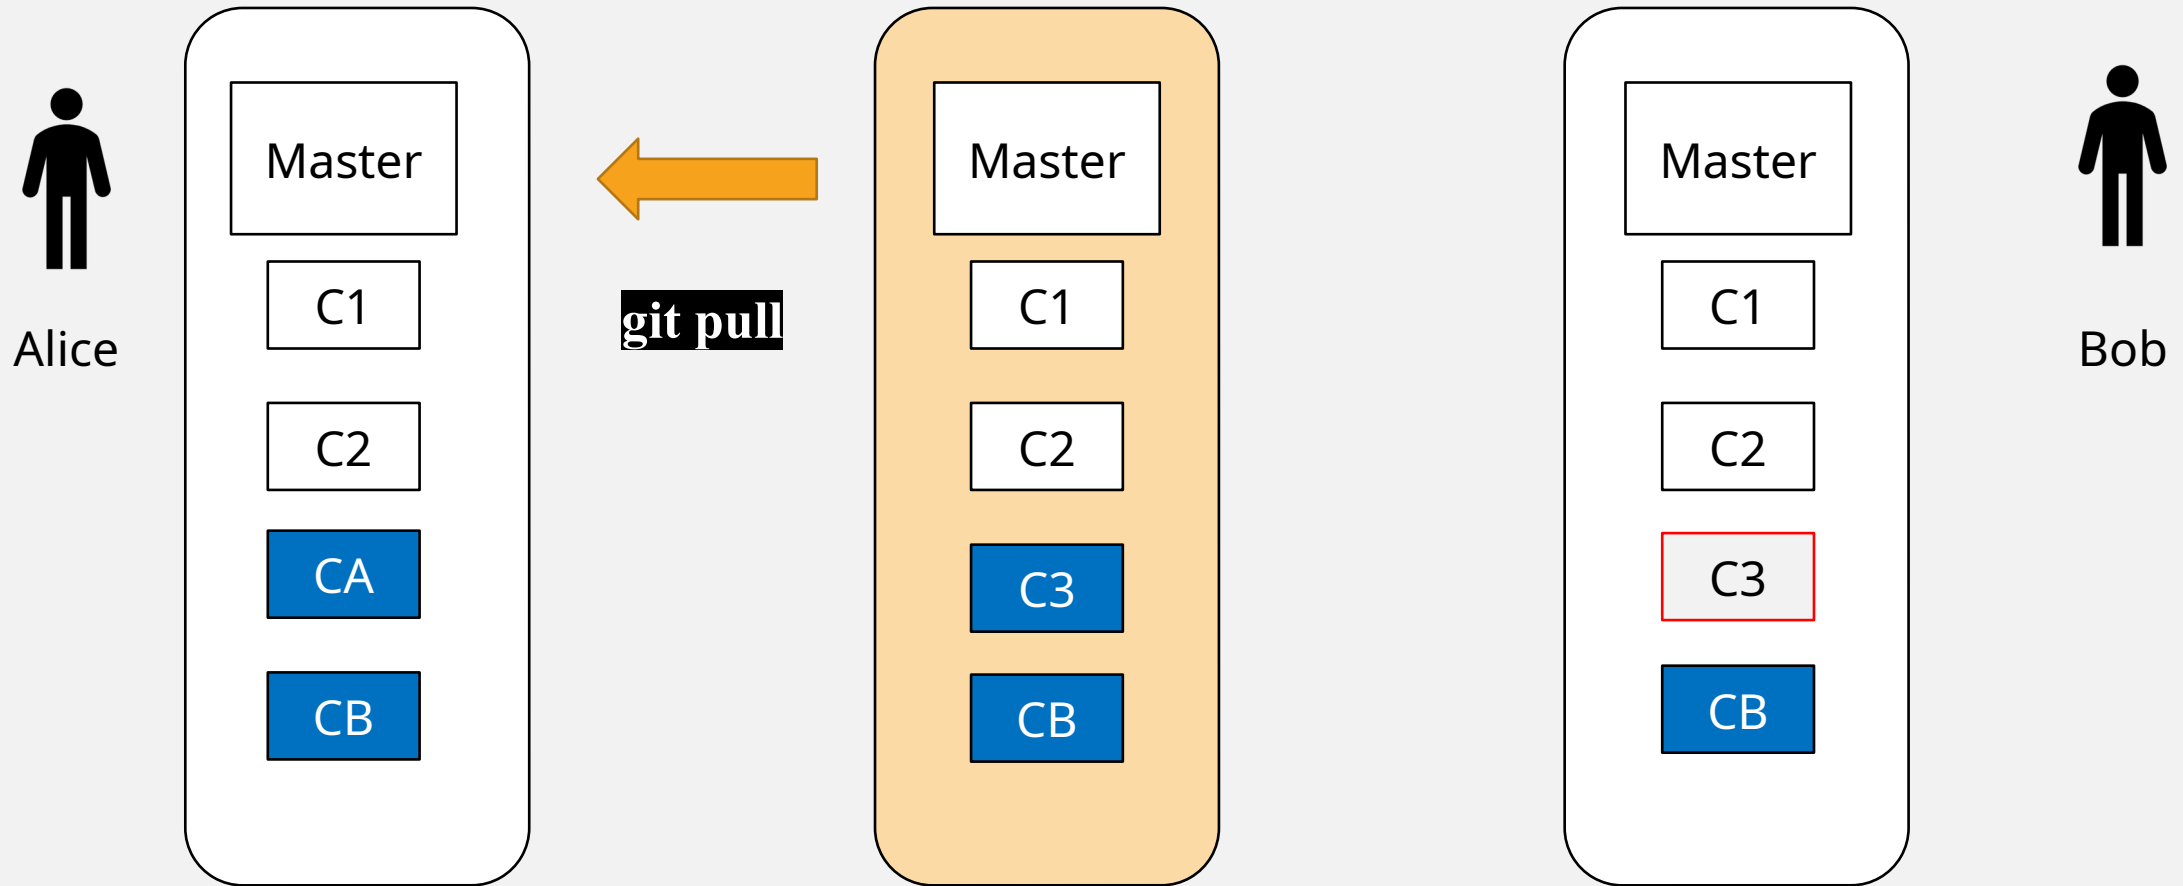 Master
C1
C2
CA
CB
Alice
git pull
Master
C1
C2
C3
CB
Master
C1
C2
C3
CB
Bob